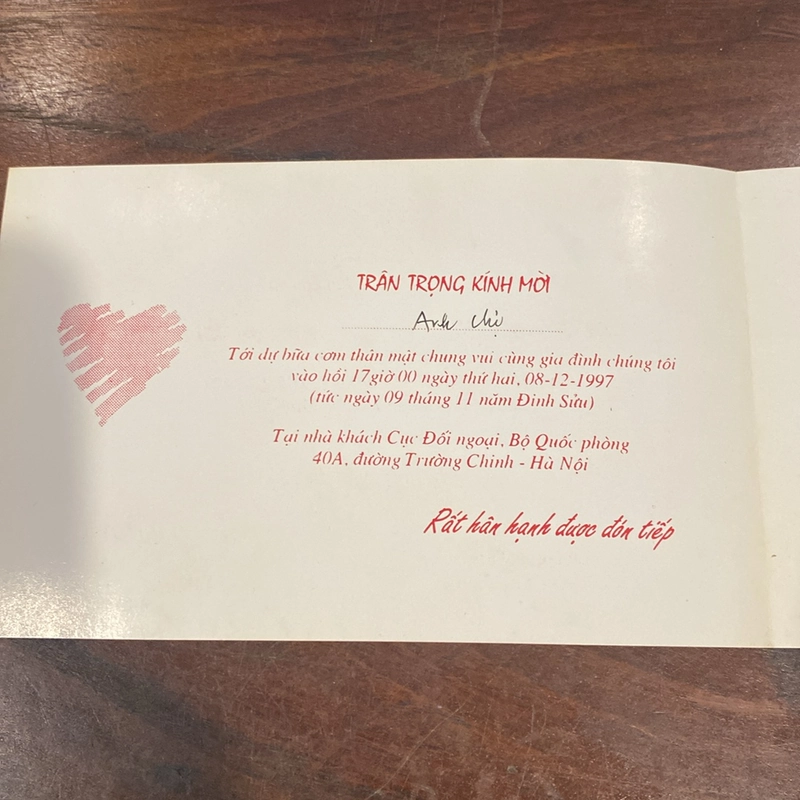 TRÂN TRỌNG KÍNH MỜI
Anh Chị
Tới dự bữa cơm thân mật chung vui cùng gia đình chúng tôi
vào hồi 17giờ 00 ngày thứ hai, 08-12-1997
(tức ngày 09 tháng 11 năm Đinh Sửu)
Tại nhà khách Cục Đối ngoại, Bộ Quốc phòng
40A, đường Trường Chinh - Hà Nội
Rất hân hạnh được đón tiếp